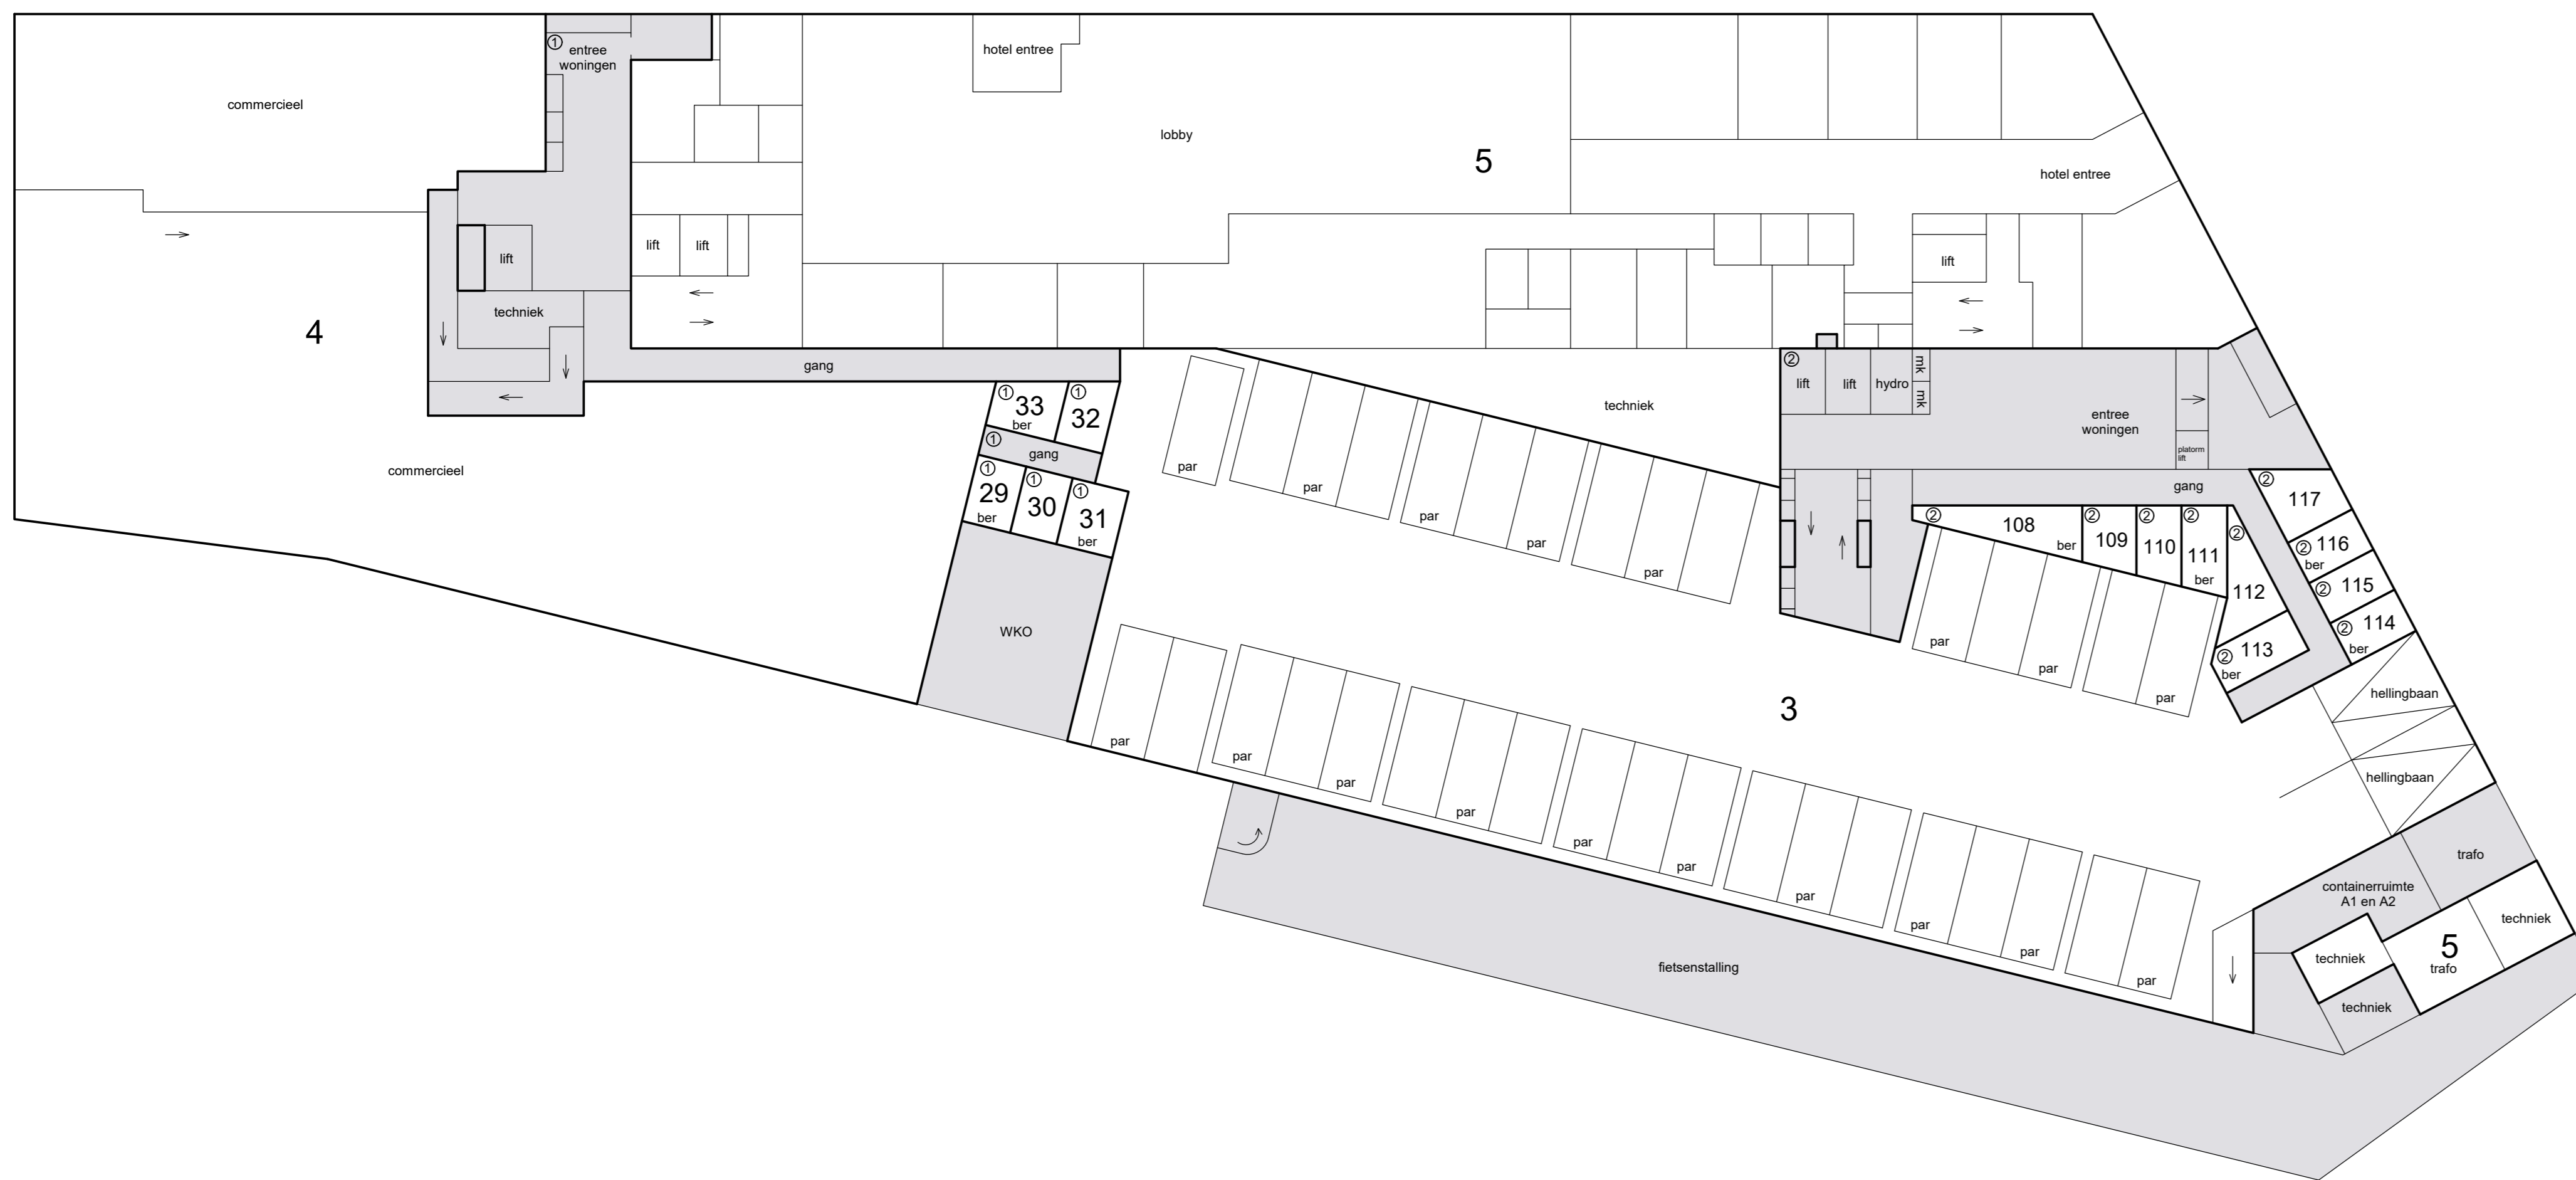 ①
entree
woningen
hotel entree
commercieel
lobby
5
hotel entree
lift
lift
lift
lift
techniek
4
gang
②
lift
lift
hydro
mk
mk
entree
woningen
platorm
lift
techniek
①
33
ber
①
32
①
gang
①
29
ber
①
30
①
31
ber
commercieel
WKO
par
par
par
par
par
gang
②
117
②
108
ber
②
109
②
110
②
111
ber
②
112
②
116
ber
②
115
②
114
ber
②
113
ber
par
par
par
3
hellingbaan
hellingbaan
par
par
par
par
par
par
par
par
par
par
trafo
containerruimte
A1 en A2
techniek
5
trafo
techniek
techniek
fietsenstalling